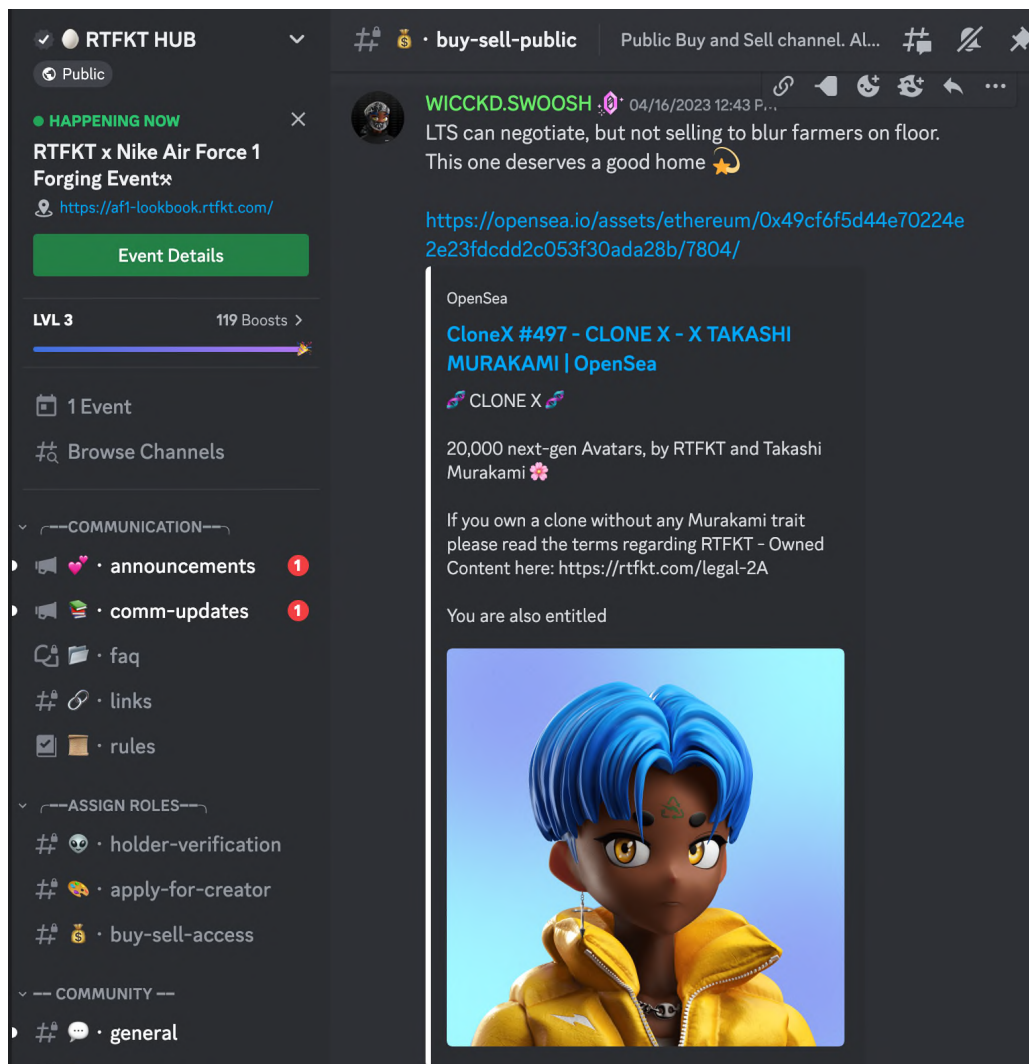 RTFKT HUB
Public
HAPPENING NOW
RTFKT x Nike Air Force 1
Forging Event⚒
https://af1-lookbook.rtfkt.com/
Event Details
LVL 3
119 Boosts >
1 Event
Browse Channels
COMMUNICATION
💕 · announcements
1
📚 · comm-updates
1
📂 · faq
🔗 · links
📜 · rules
ASSIGN ROLES
👽 · holder-verification
🎨 · apply-for-creator
💰 · buy-sell-access
COMMUNITY
💬 · general
💰 · buy-sell-public
Public Buy and Sell channel. Al...
WICCKD.SWOOSH 04/16/2023 12:43
LTS can negotiate, but not selling to blur farmers on floor.
This one deserves a good home 💫
https://opensea.io/assets/ethereum/0x49cf6f5d44e70224e
2e23fdcdd2c053f30ada28b/7804/
OpenSea
CloneX #497 - CLONE X - X TAKASHI
MURAKAMI | OpenSea
🧬 CLONE X 🧬
20,000 next-gen Avatars, by RTFKT and Takashi
Murakami 🌸
If you own a clone without any Murakami trait
please read the terms regarding RTFKT - Owned
Content here: https://rtfkt.com/legal-2A
You are also entitled